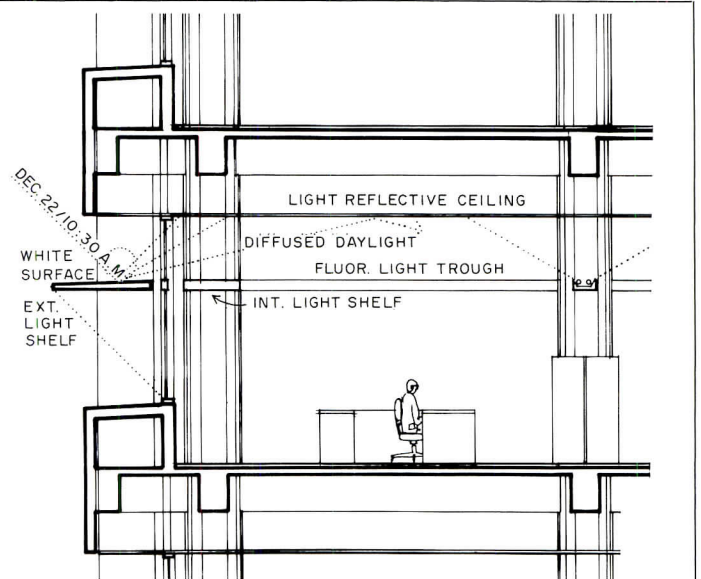 DEC. 22/10:30 A.M.
LIGHT REFLECTIVE CEILING
DIFFUSED DAYLIGHT
WHITE
SURFACE
FLUOR. LIGHT TROUGH
EXT.
LIGHT
SHELF
INT. LIGHT SHELF